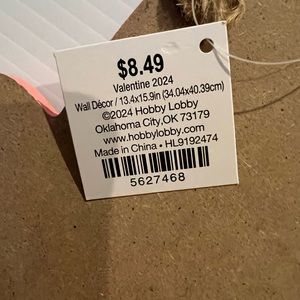 $8.49
Valentine 2024
Wall Décor / 13.4x15.9in (34.04x40.39cm)
©2024 Hobby Lobby
Oklahoma City,OK 73179
www.hobbylobby.com
Made in China • HL9192474
5627468